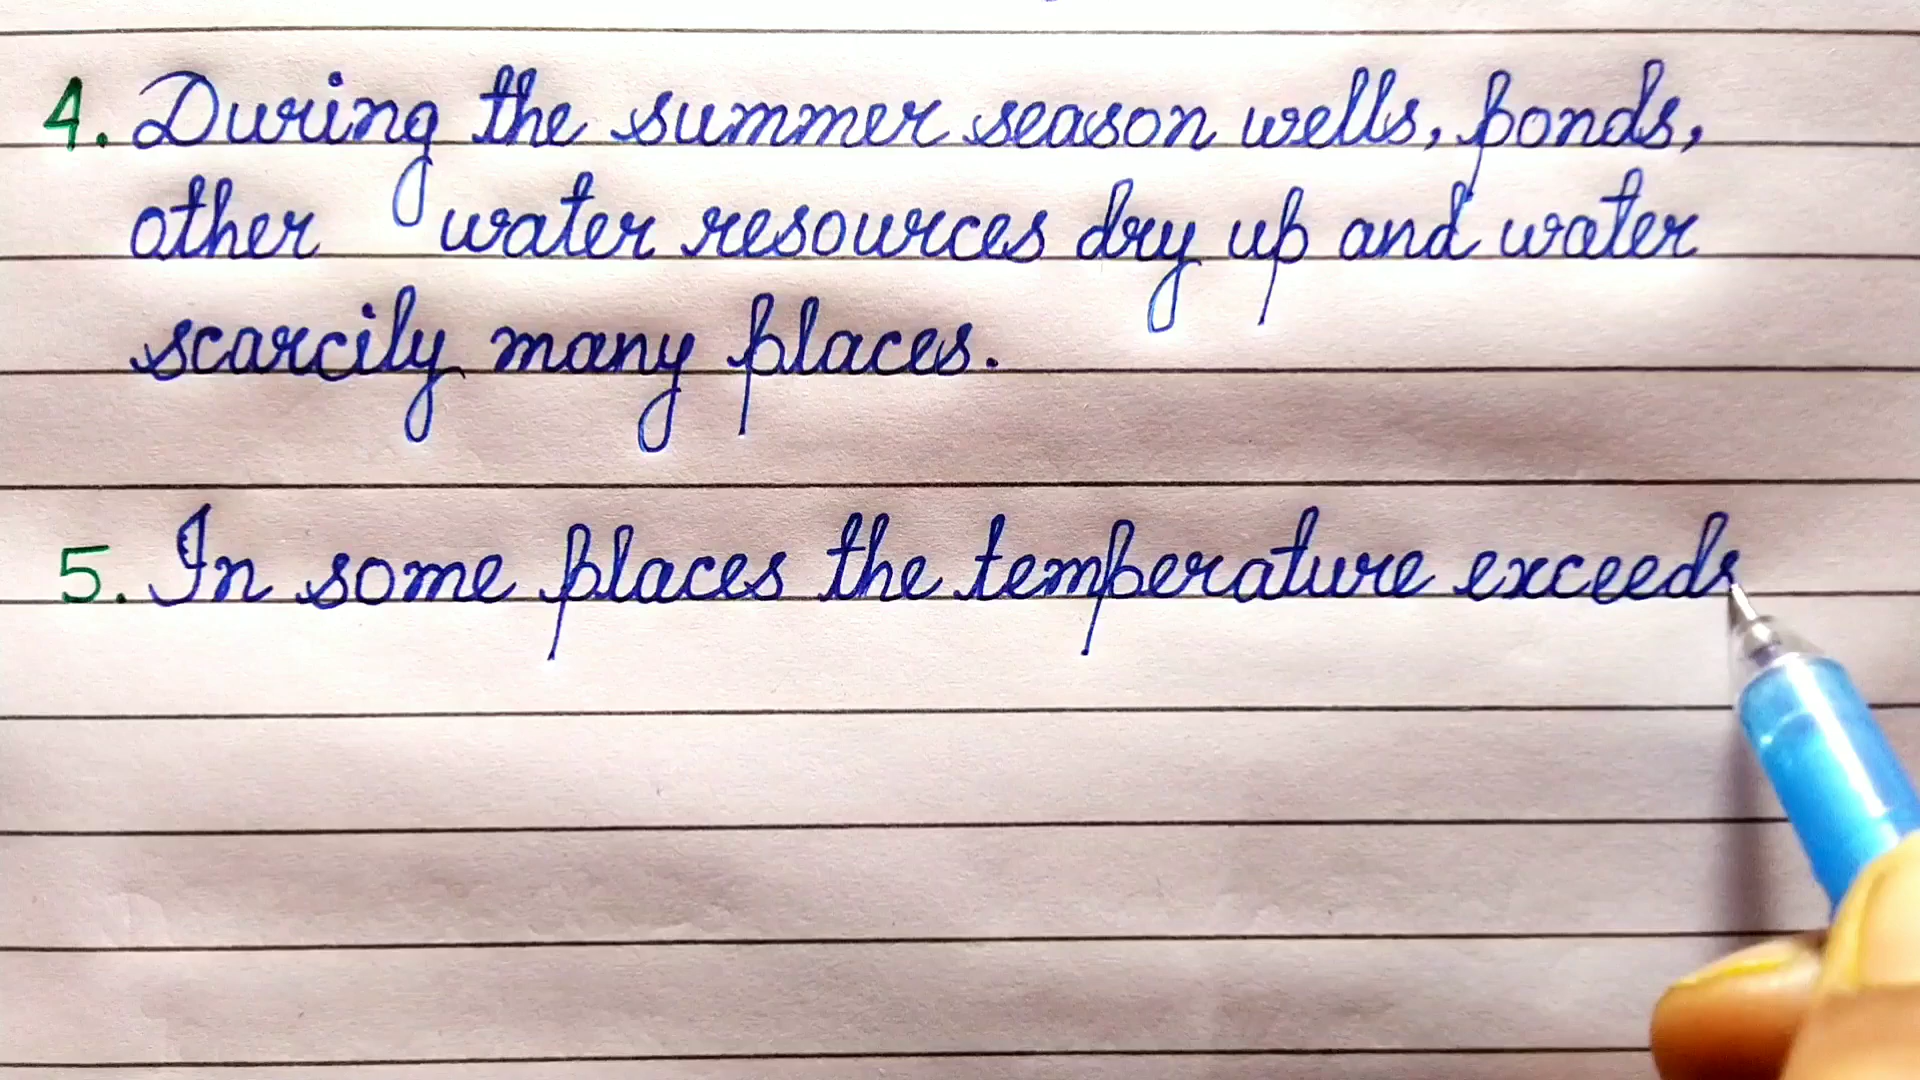 4. During the summer season wells, ponds,
other water resources dry up and water
scarcily many places.
5. In some places the temperature exceeds